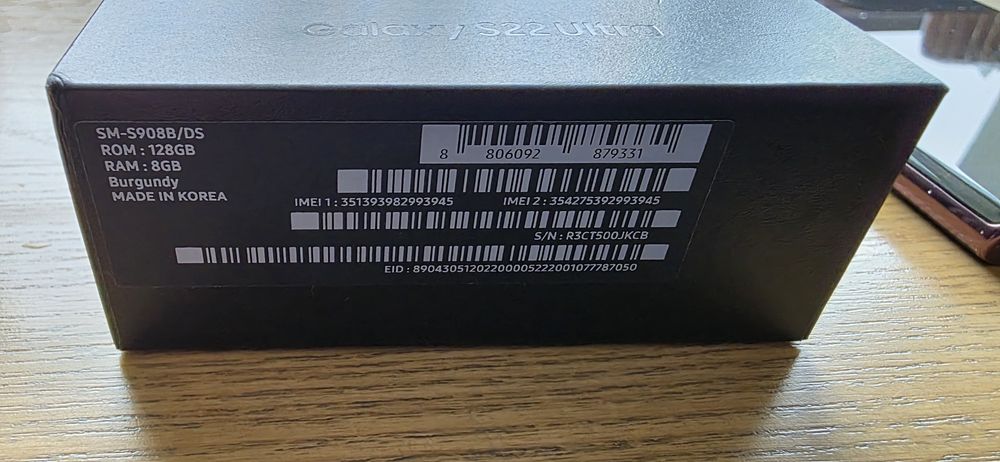 Galaxy S22 Ultra
SM-S908B/DS
ROM : 128GB
RAM : 8GB
Burgundy
MADE IN KOREA
8 806092 879331
IMEI 1 : 351393982993945 IMEI 2 : 354275392993945
S/N : R3CT500JKCB
EID : 89043051202200005222001077787050